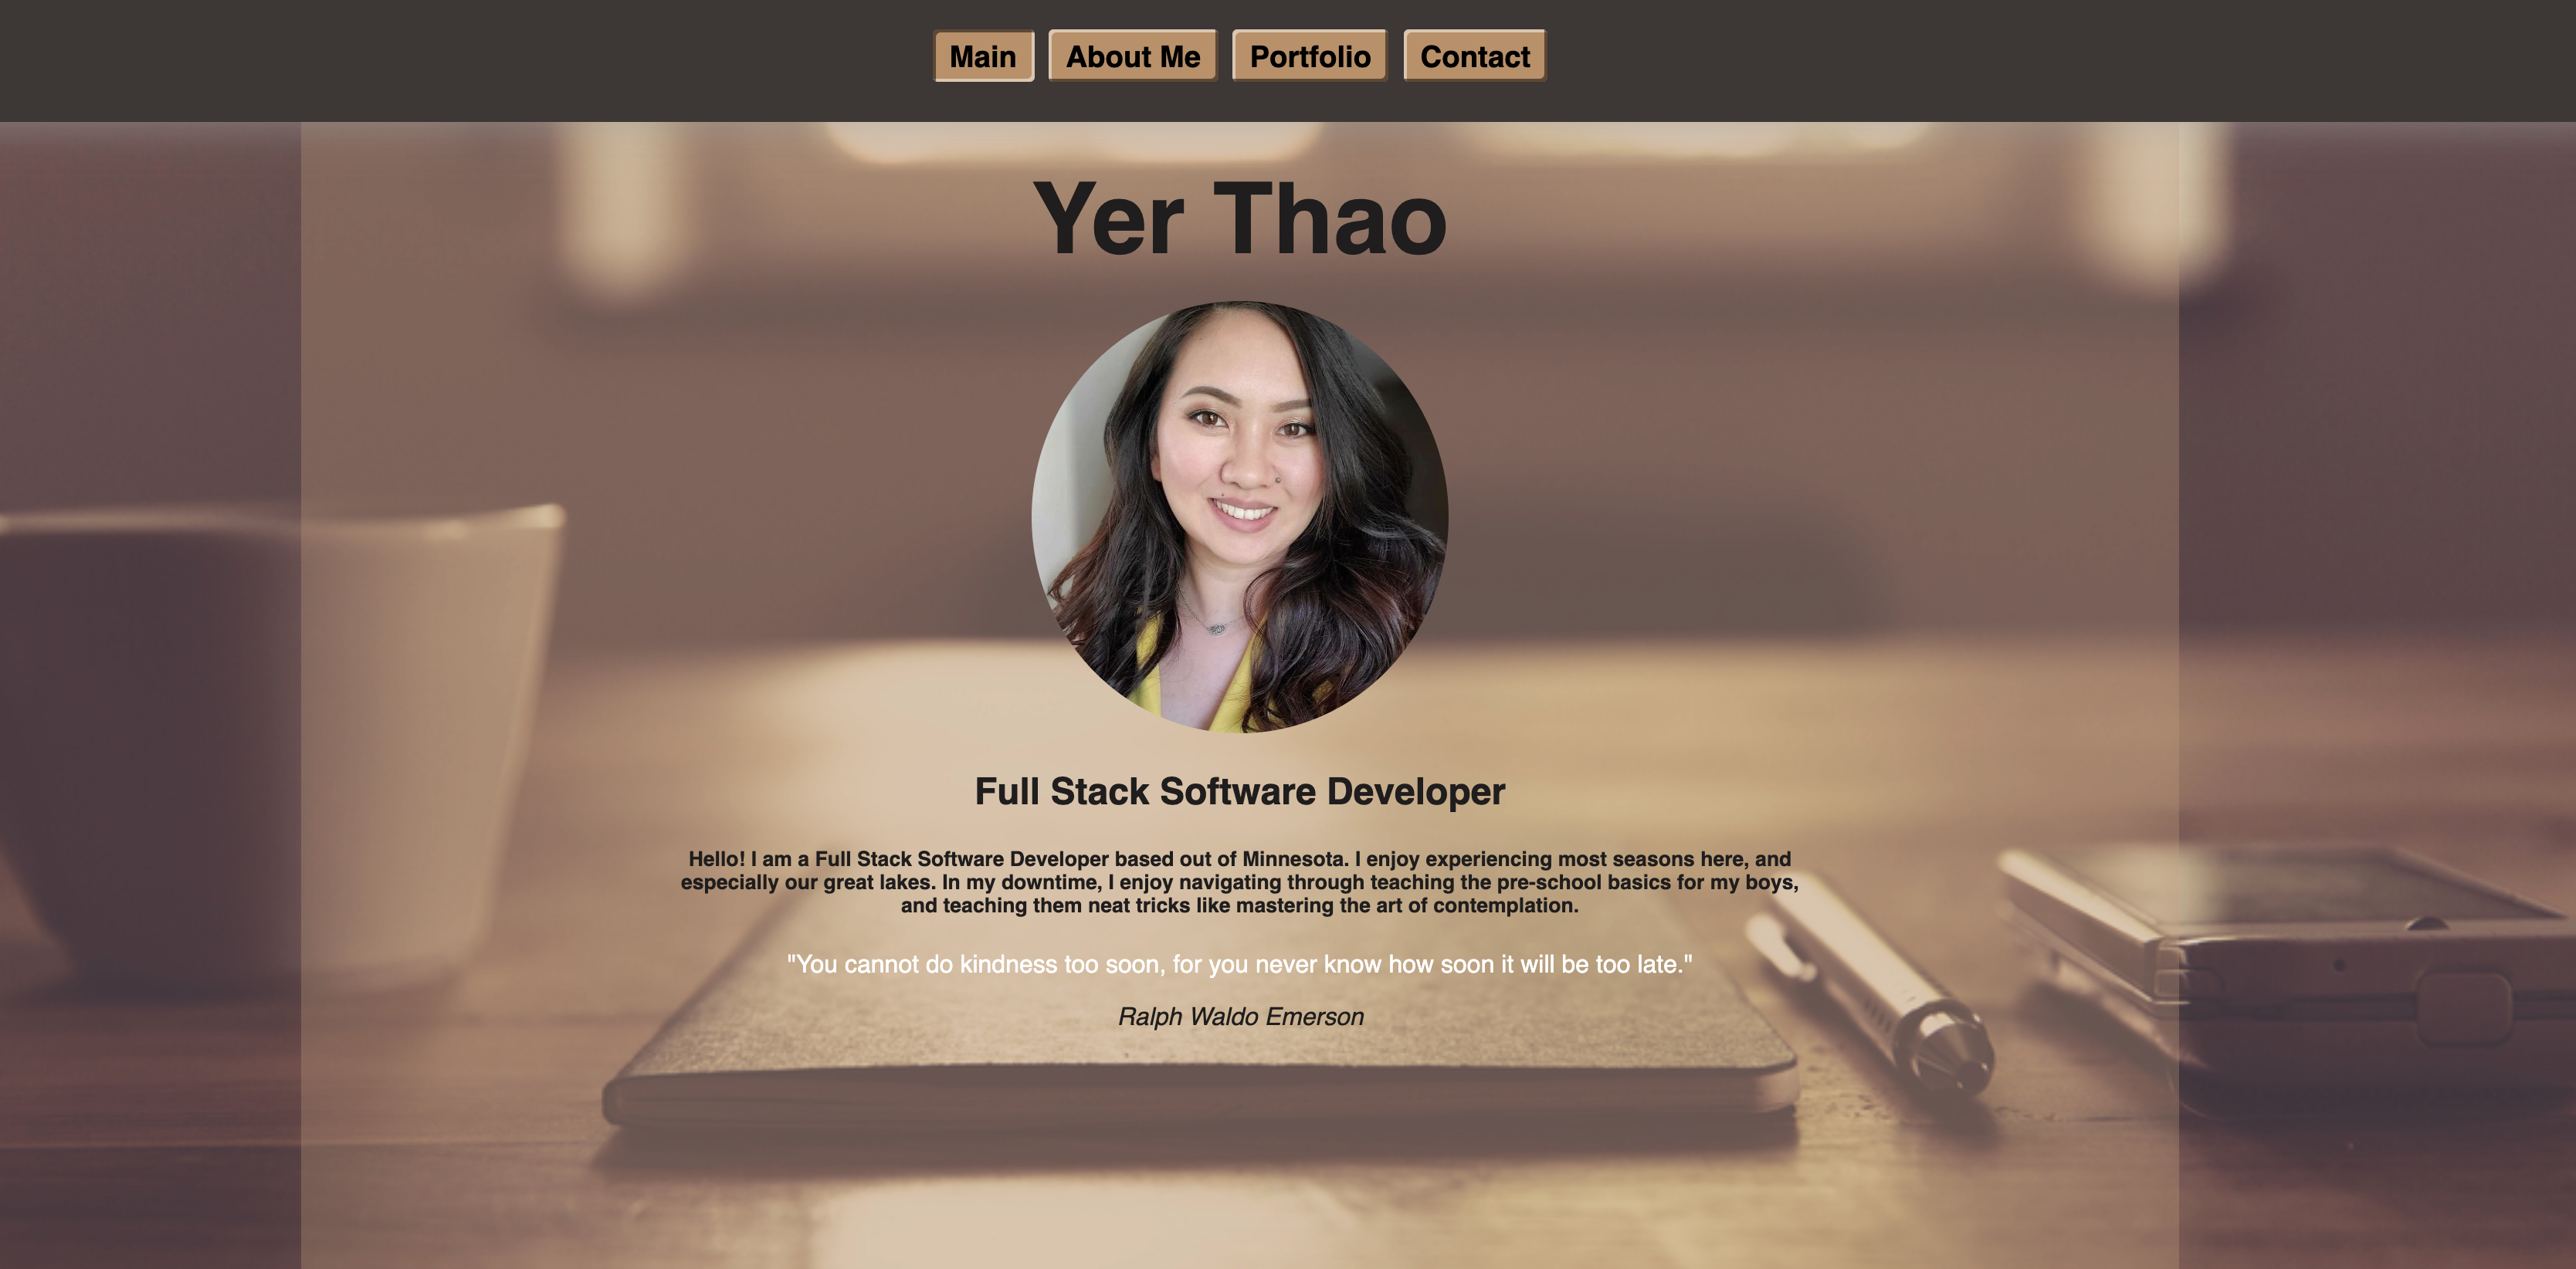 Main About Me Portfolio Contact
Yer Thao
Full Stack Software Developer
Hello! I am a Full Stack Software Developer based out of Minnesota. I enjoy experiencing most seasons here, and
especially our great lakes. In my downtime, I enjoy navigating through teaching the pre-school basics for my boys,
and teaching them neat tricks like mastering the art of contemplation.
"You cannot do kindness too soon, for you never know how soon it will be too late."
Ralph Waldo Emerson